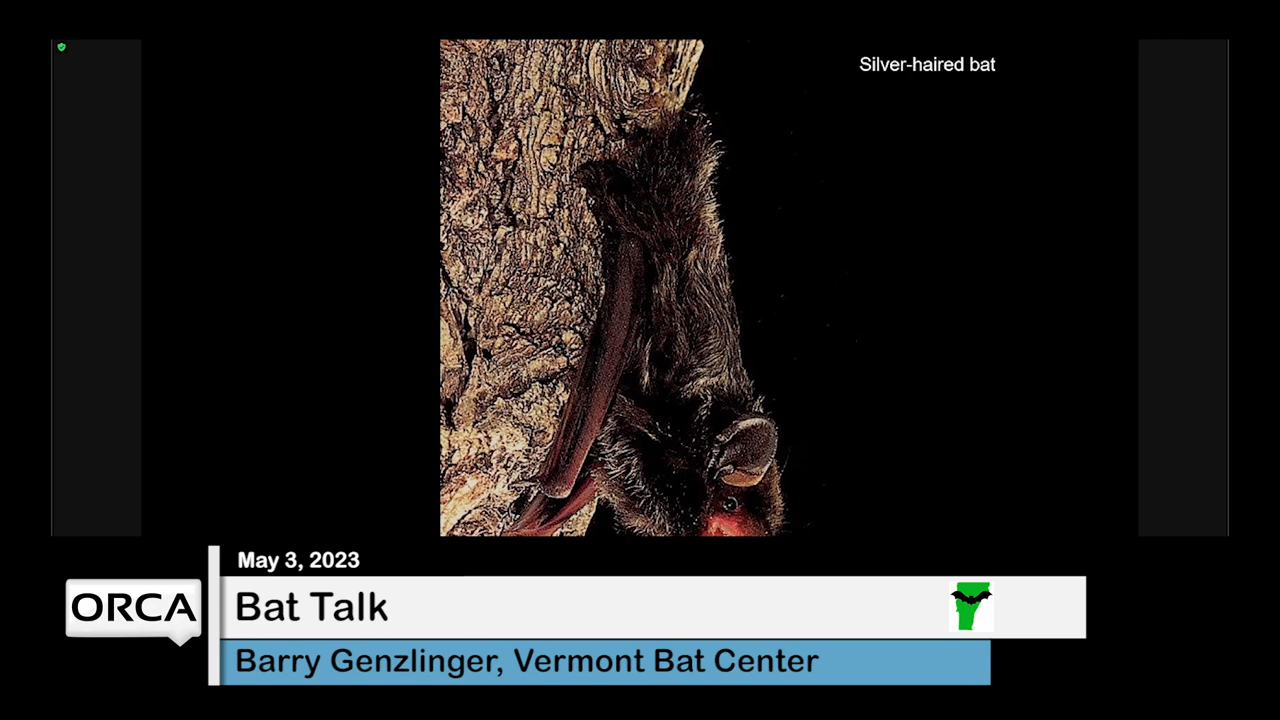 Silver-haired bat
May 3, 2023
ORCA
Bat Talk
Barry Genzlinger, Vermont Bat Center